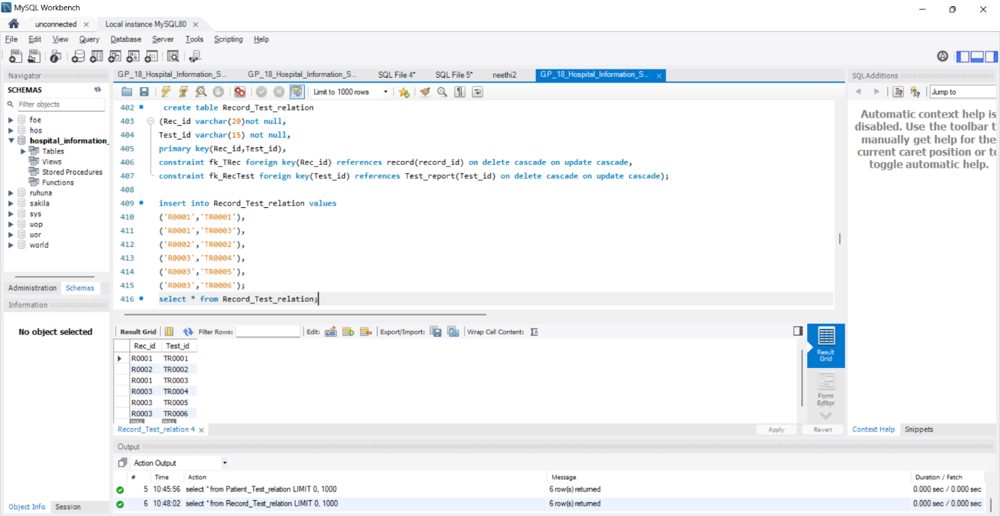 MySQL Workbench
unconnected
Local instance MySQL80
File Edit View Query Database Server Tools Scripting Help
Navigator
SCHEMAS
Filter objects
foe
hos
hospital_information_
Tables
Views
Stored Procedures
Functions
ruhuna
sakila
sys
uop
uor
world
Administration Schemas
Information
No object selected
Object Info Session
GP_18_Hospital_Information_S... GP_18_Hospital_Information_S... SQL File 4* SQL File 5* neethi2 GP_18_Hospital_Information_S...
Limit to 1000 rows
402 create table Record_Test_relation
403 (Rec_id varchar(20)not null,
404 Test_id varchar(15) not null,
405 primary key(Rec_id,Test_id),
406 constraint fk_TRec foreign key(Rec_id) references record(record_id) on delete cascade on update cascade,
407 constraint fk_RecTest foreign key(Test_id) references Test_report(Test_id) on delete cascade on update cascade);
408
409 insert into Record_Test_relation values
410 ('R0001','TR0001'),
411 ('R0001','TR0003'),
412 ('R0002','TR0002'),
413 ('R0003','TR0004'),
414 ('R0003','TR0005'),
415 ('R0003','TR0006');
416 select * from Record_Test_relation;
Result Grid Filter Rows: Edit: Export/Import: Wrap Cell Content:
Rec_id Test_id
R0001 TR0001
R0002 TR0002
R0001 TR0003
R0003 TR0004
R0003 TR0005
R0003 TR0006
NULL NULL
Result
Grid
Form
Editor
Record_Test_relation 4
Apply Revert
Output
Action Output
# Time Action Message Duration / Fetch
5 10:45:56 select * from Patient_Test_relation LIMIT 0, 1000 6 row(s) returned 0.000 sec / 0.000 sec
6 10:48:02 select * from Record_Test_relation LIMIT 0, 1000 6 row(s) returned 0.000 sec / 0.000 sec
SQLAdditions
Jump to
Automatic context help is
disabled. Use the toolbar t
manually get help for the
current caret position or to
toggle automatic help.
Context Help Snippets